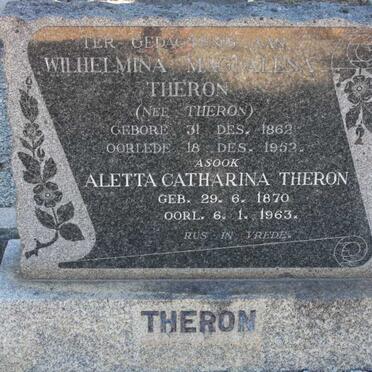 TER GEDAGTENIS AAN
WILHELMINA MAGDALENA
THERON
(NEE THERON)
GEBORE 31 DES. 1862
OORLEDE 18 DES. 1952.
ASOOK
ALETTA CATHARINA THERON
GEB. 29.6.1870
OORL. 6.1.1963.
RUS IN VREDE.
THERON